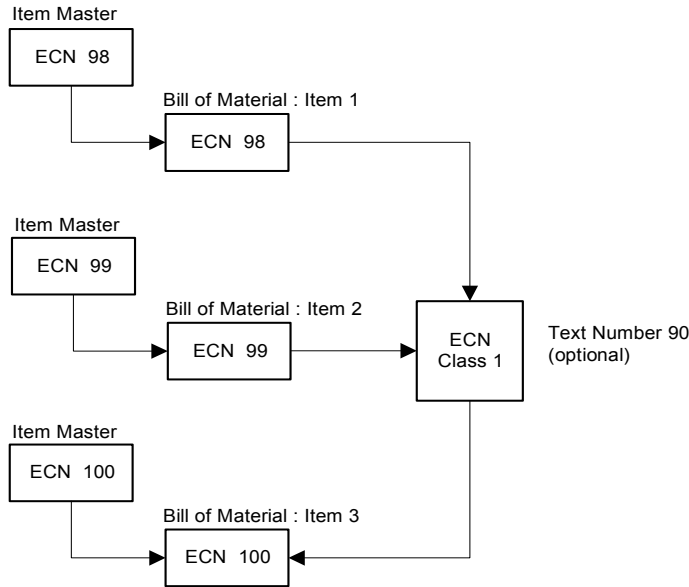 Item Master
ECN 98
Bill of Material : Item 1
ECN 98
Item Master
ECN 99
Bill of Material : Item 2
ECN 99
ECN
Class 1
Text Number 90
(optional)
Item Master
ECN 100
Bill of Material : Item 3
ECN 100